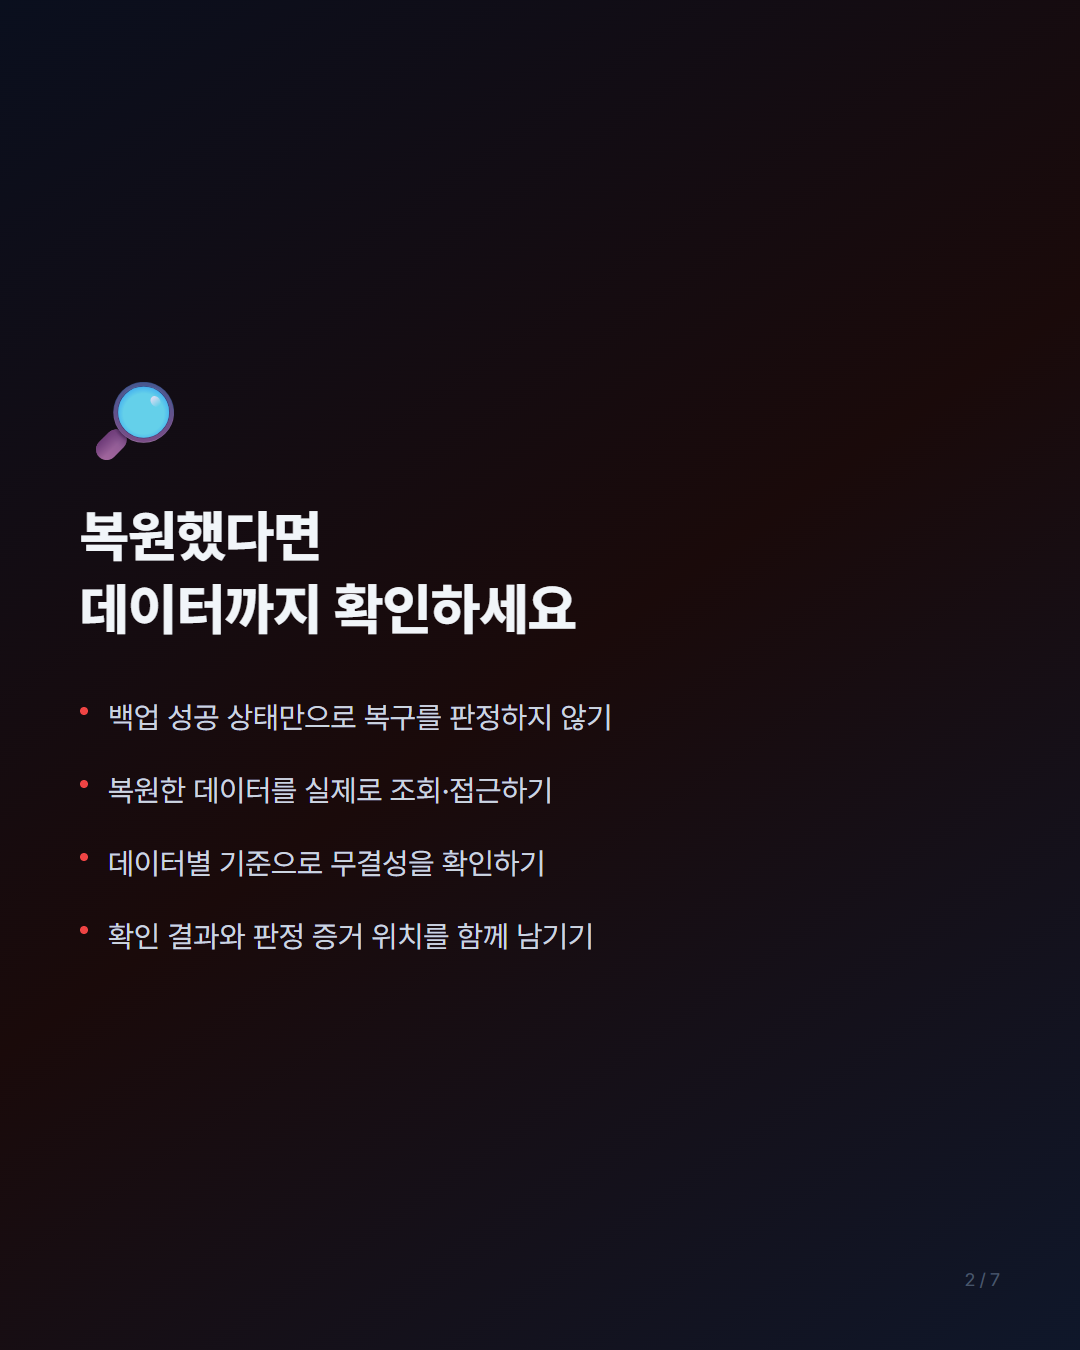 복원했다면
데이터까지 확인하세요
• 백업 성공 상태만으로 복구를 판정하지 않기
• 복원한 데이터를 실제로 조회·접근하기
• 데이터별 기준으로 무결성을 확인하기
• 확인 결과와 판정 증거 위치를 함께 남기기
2 / 7